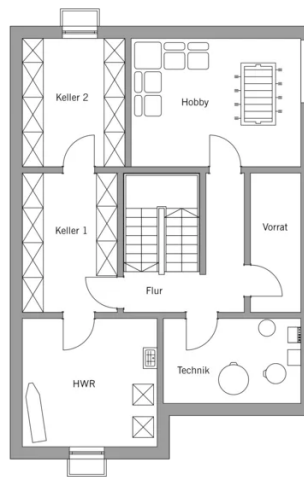 Keller 2
Hobby
Keller 1
Vorrat
Flur
HWR
Technik